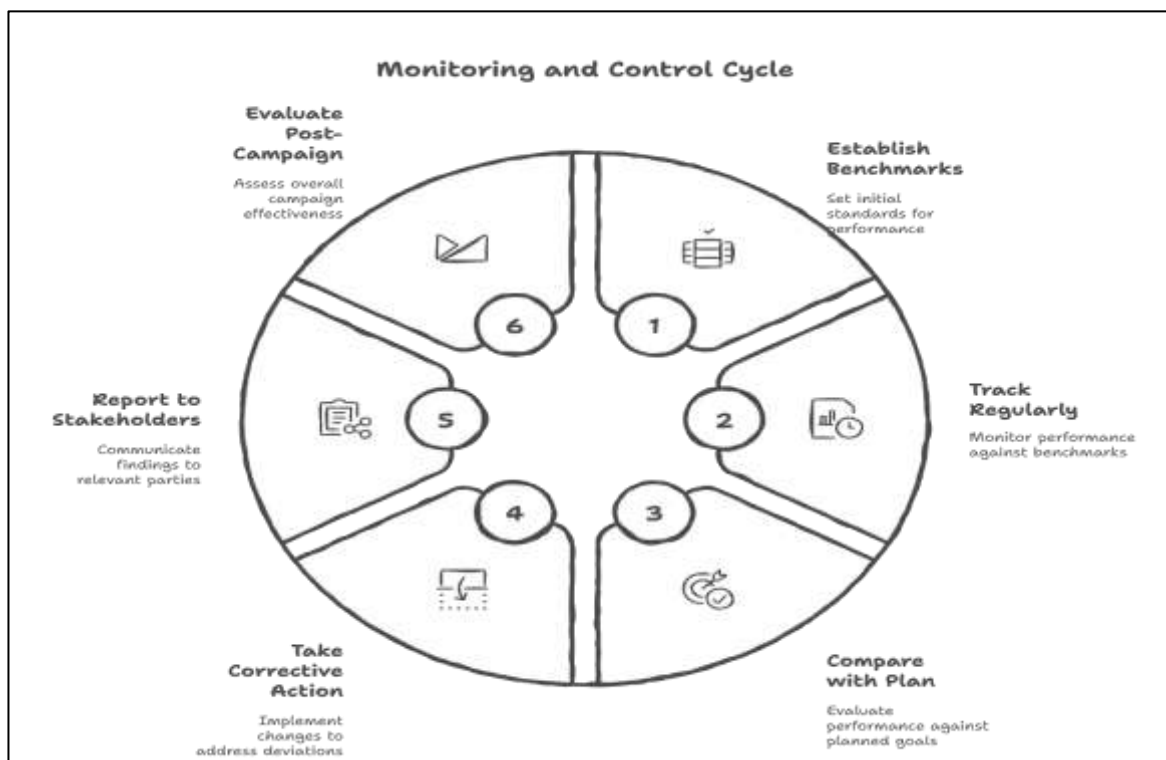 Monitoring and Control Cycle
1
Establish
Benchmarks
Set initial
standards for
performance
2
Track
Regularly
Monitor performance
against benchmarks
3
Compare
with Plan
Evaluate
performance against
planned goals
4
Take
Corrective
Action
Implement
changes to
address deviations
5
Report to
Stakeholders
Communicate
findings to
relevant parties
6
Evaluate
Post-
Campaign
Assess overall
campaign
effectiveness